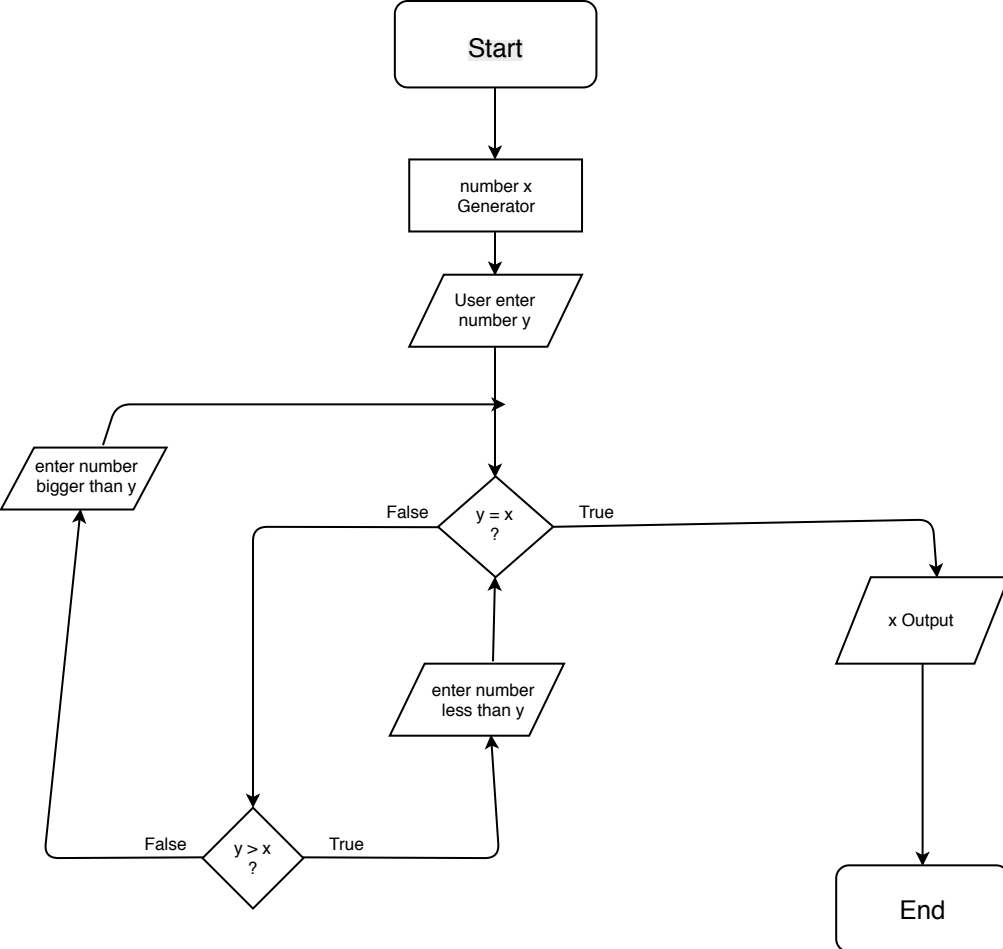 Start
number x
Generator
User enter
number y
enter number
bigger than y
False
y = x
?
True
x Output
enter number
less than y
False
y > x
?
True
End